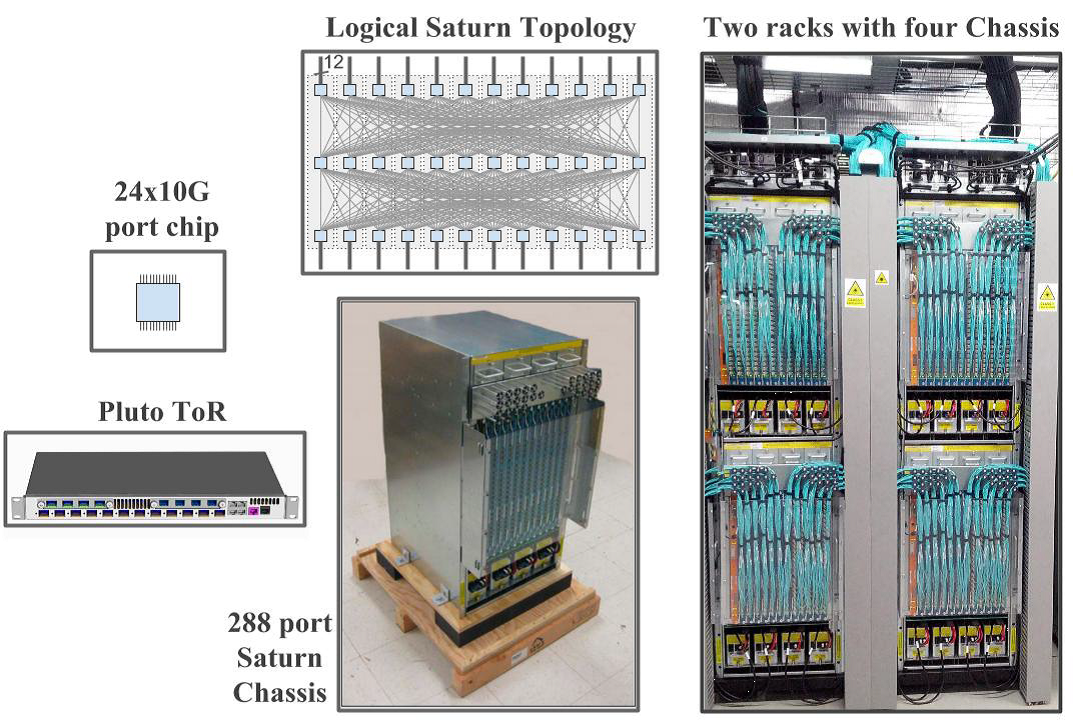 Logical Saturn Topology
Two racks with four Chassis
12
24x10G
port chip
Pluto ToR
288 port
Saturn
Chassis